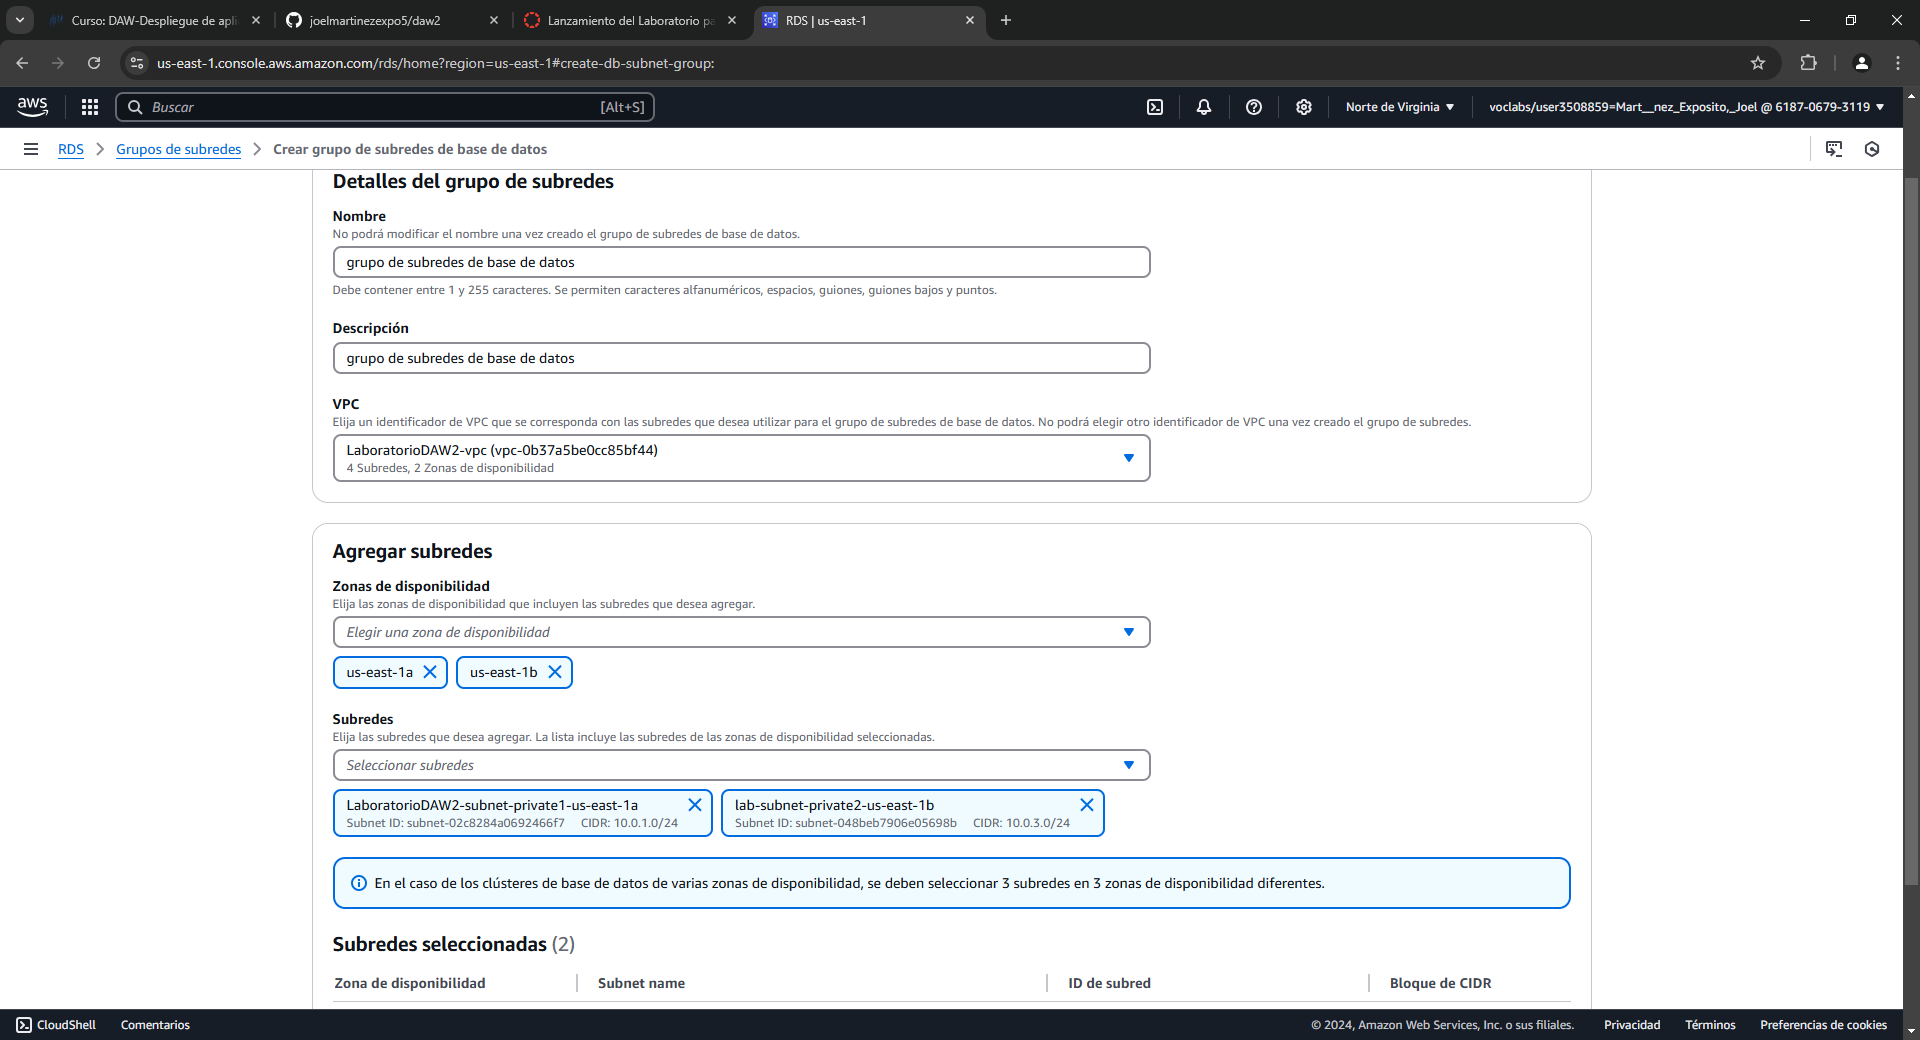 Curso: DAW-Despliegue de apli
joelmartinezexpo5/daw2
Lanzamiento del Laboratorio pa
RDS | us-east-1
us-east-1.console.aws.amazon.com/rds/home?region=us-east-1#create-db-subnet-group:
aws
Buscar
[Alt+S]
Norte de Virginia
voclabs/user3508859=Mart__nez_Exposito,_Joel @ 6187-0679-3119
RDS
Grupos de subredes
Crear grupo de subredes de base de datos
Detalles del grupo de subredes
Nombre
No podrá modificar el nombre una vez creado el grupo de subredes de base de datos.
grupo de subredes de base de datos
Debe contener entre 1 y 255 caracteres. Se permiten caracteres alfanuméricos, espacios, guiones, guiones bajos y puntos.
Descripción
grupo de subredes de base de datos
VPC
Elija un identificador de VPC que se corresponda con las subredes que desea utilizar para el grupo de subredes de base de datos. No podrá elegir otro identificador de VPC una vez creado el grupo de subredes.
LaboratorioDAW2-vpc (vpc-0b37a5be0cc85bf44)
4 Subredes, 2 Zonas de disponibilidad
Agregar subredes
Zonas de disponibilidad
Elija las zonas de disponibilidad que incluyen las subredes que desea agregar.
Elegir una zona de disponibilidad
us-east-1a
us-east-1b
Subredes
Elija las subredes que desea agregar. La lista incluye las subredes de las zonas de disponibilidad seleccionadas.
Seleccionar subredes
LaboratorioDAW2-subnet-private1-us-east-1a
Subnet ID: subnet-02c8284a0692466f7 CIDR: 10.0.1.0/24
lab-subnet-private2-us-east-1b
Subnet ID: subnet-048beb7906e05698b CIDR: 10.0.3.0/24
En el caso de los clústeres de base de datos de varias zonas de disponibilidad, se deben seleccionar 3 subredes en 3 zonas de disponibilidad diferentes.
Subredes seleccionadas (2)
Zona de disponibilidad
Subnet name
ID de subred
Bloque de CIDR
CloudShell
Comentarios
© 2024, Amazon Web Services, Inc. o sus filiales.
Privacidad
Términos
Preferencias de cookies